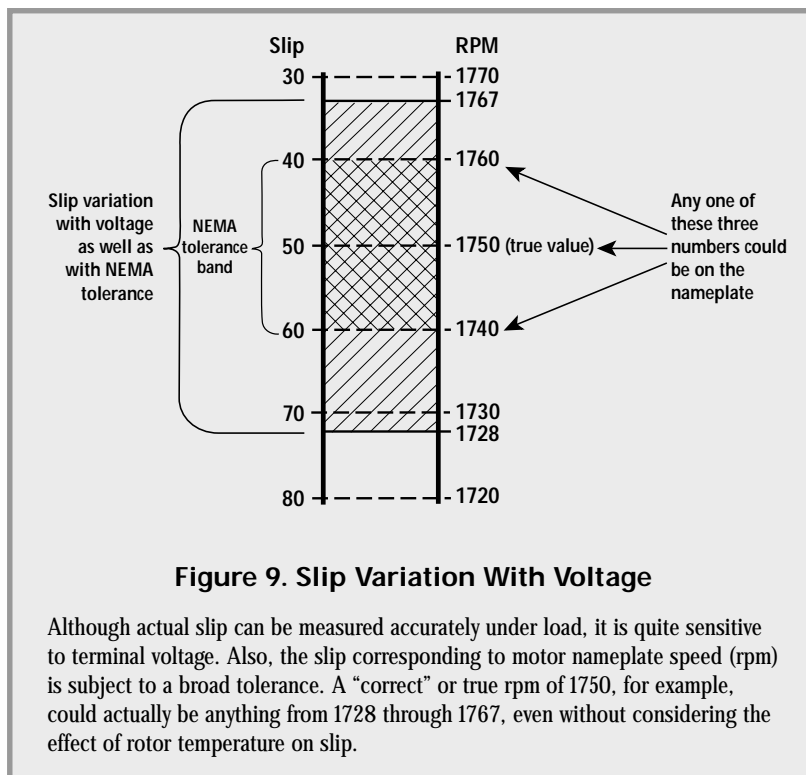 Slip
RPM
30
1770
1767
40
1760
50
1750 (true value)
60
1740
70
1730
1728
80
1720
Slip variation
with voltage
as well as
with NEMA
tolerance
NEMA
tolerance
band
Any one of
these three
numbers could
be on the
nameplate
Figure 9. Slip Variation With Voltage
Although actual slip can be measured accurately under load, it is quite sensitive
to terminal voltage. Also, the slip corresponding to motor nameplate speed (rpm)
is subject to a broad tolerance. A “correct” or true rpm of 1750, for example,
could actually be anything from 1728 through 1767, even without considering the
effect of rotor temperature on slip.